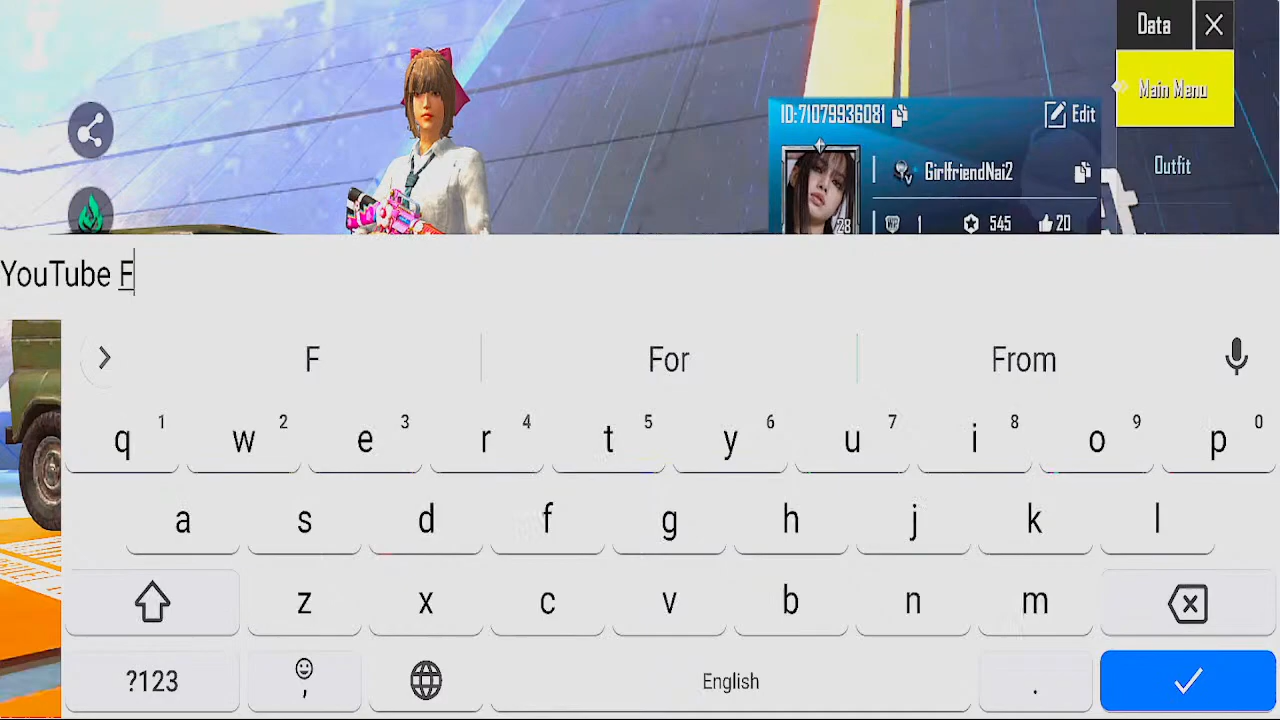 Data
Main Menu
ID:71079936081
Edit
GirlfriendNai2
Outfit
28
1
545
20
YouTube F
F For From
q 1 w 2 e 3 r 4 t 5 y 6 u 7 i 8 o 9 p 0
a s d f g h j k l
z x c v b n m
?123 , English .